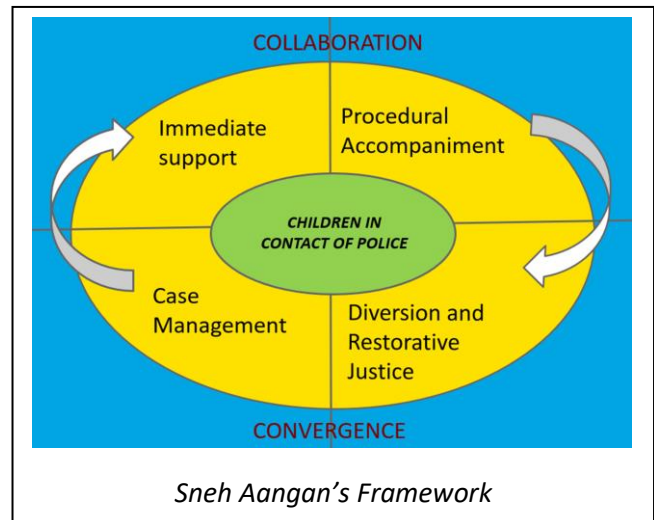 COLLABORATION
Immediate
support
Procedural
Accompaniment
CHILDREN IN
CONTACT OF POLICE
Case
Management
Diversion and
Restorative
Justice
CONVERGENCE
Sneh Aangan's Framework